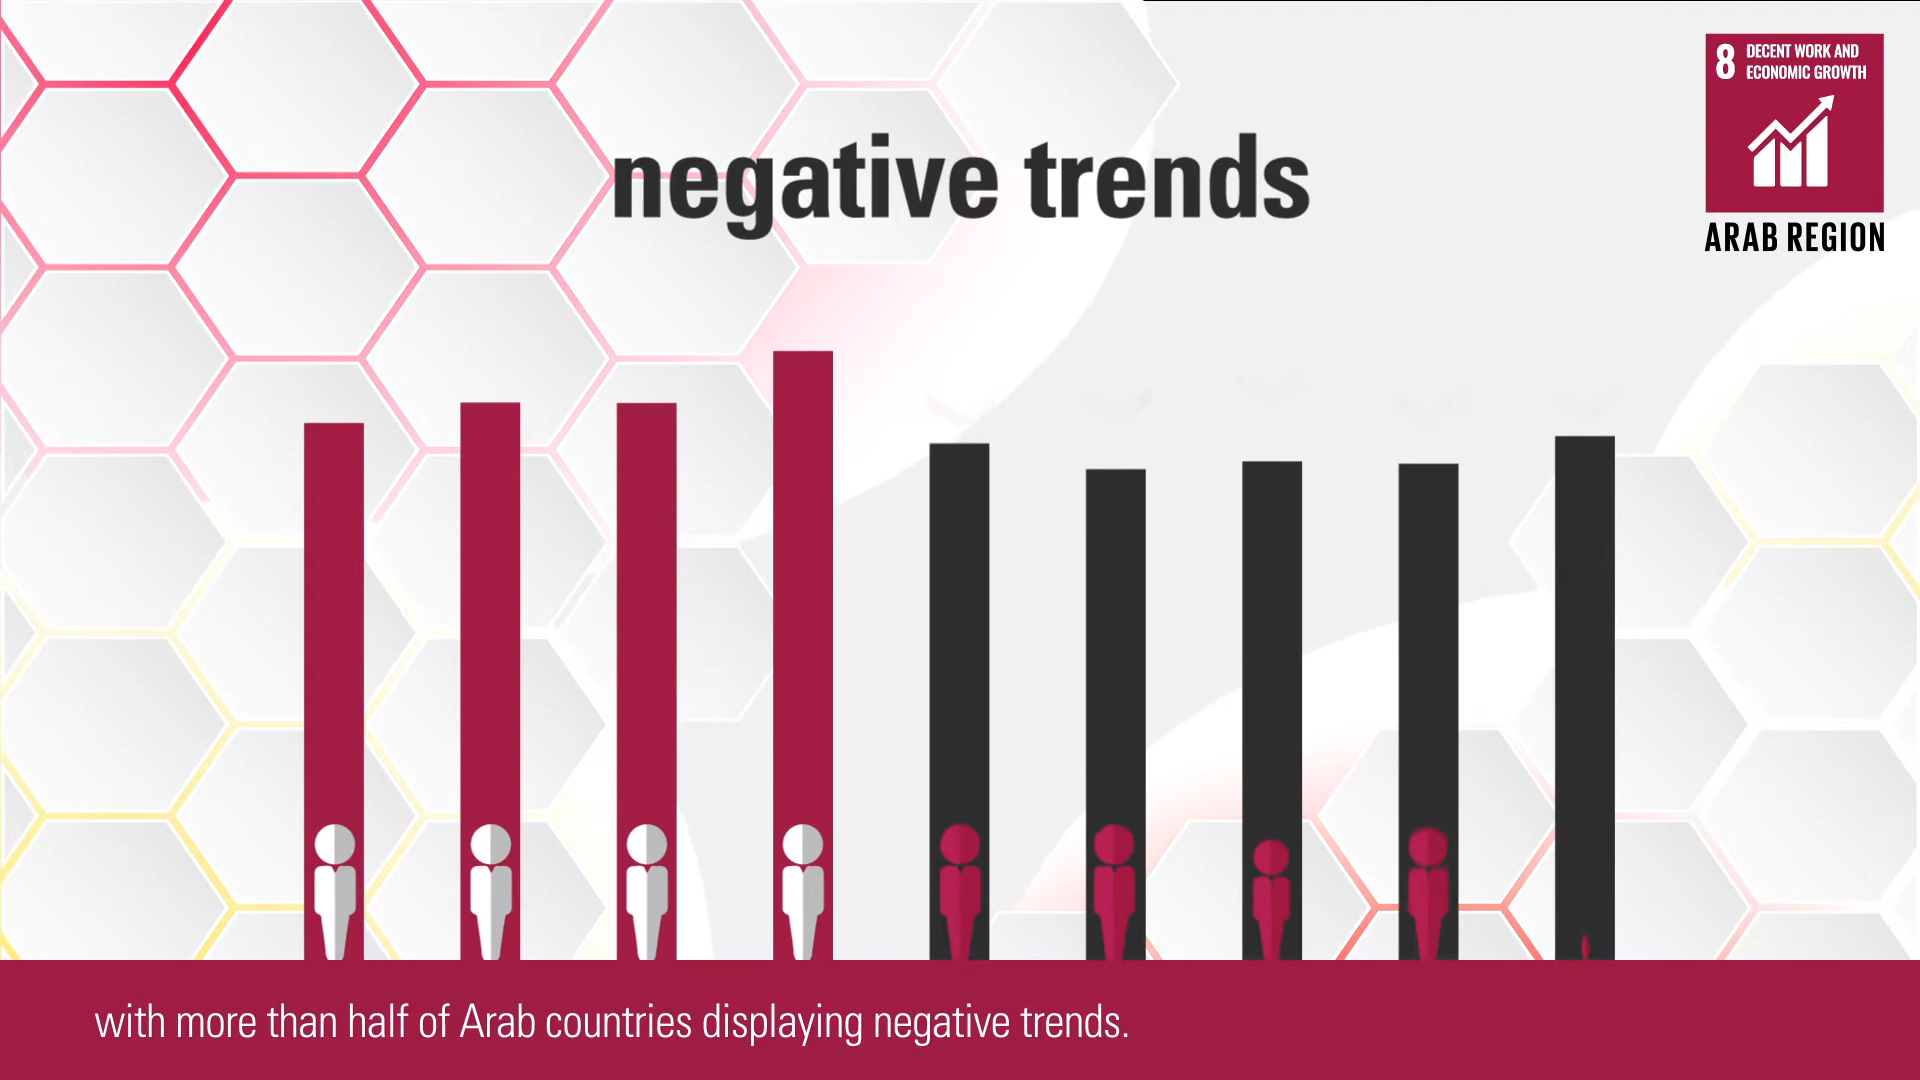 8 DECENT WORK AND
ECONOMIC GROWTH
ARAB REGION
negative trends
with more than half of Arab countries displaying negative trends.